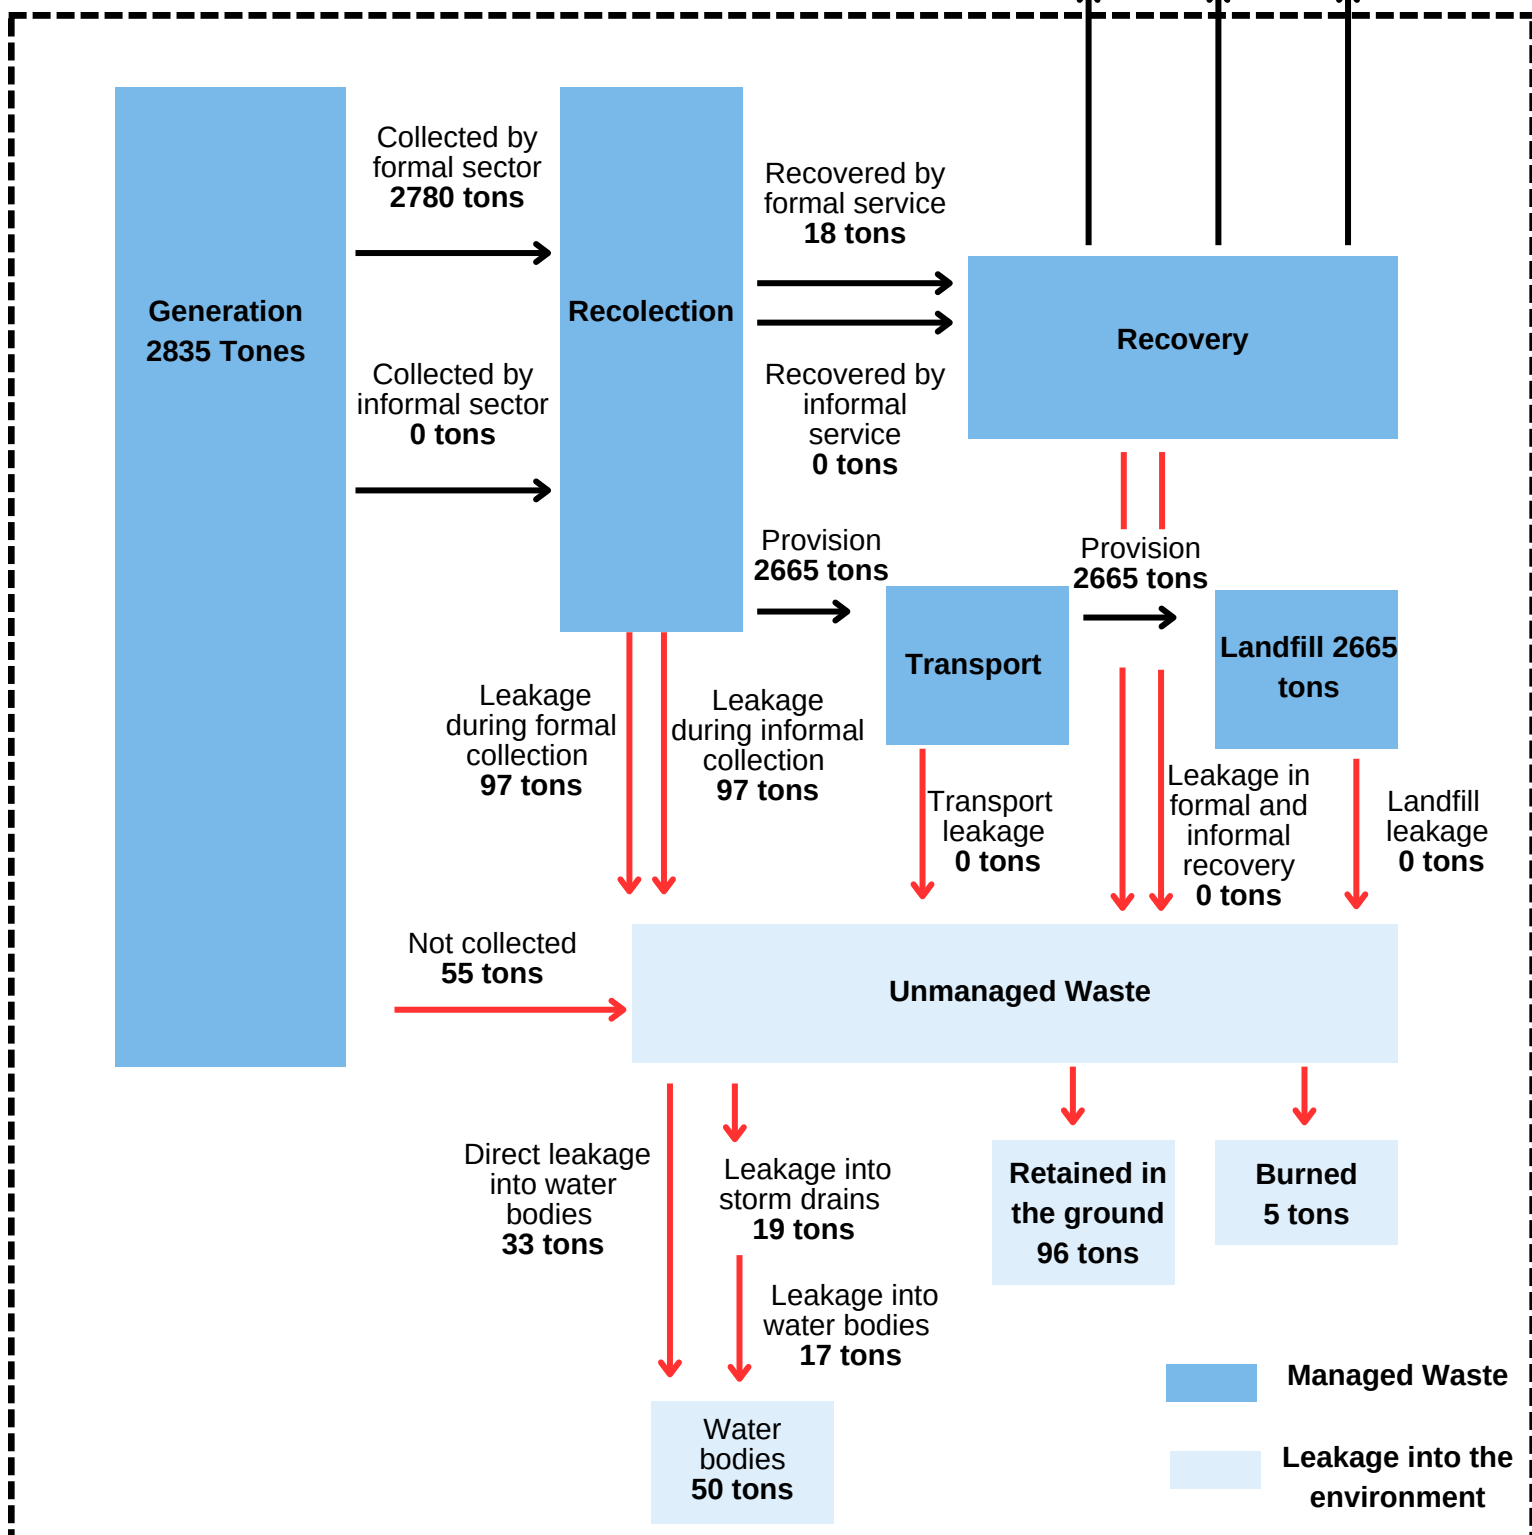 Collected by
formal sector
2780 tons
Recovered by
formal service
18 tons
Generation
2835 Tones
Recolection
Recovery
Collected by
informal sector
0 tons
Recovered by
informal
service
0 tons
Provision
2665 tons
Provision
2665 tons
Transport
Landfill 2665
tons
Leakage
during formal
collection
97 tons
Leakage
during informal
collection
97 tons
Transport
leakage
0 tons
Leakage in
formal and
informal
recovery
0 tons
Landfill
leakage
0 tons
Not collected
55 tons
Unmanaged Waste
Direct leakage
into water
bodies
33 tons
Leakage into
storm drains
19 tons
Retained in
the ground
96 tons
Burned
5 tons
Leakage into
water bodies
17 tons
Water
bodies
50 tons
Managed Waste
Leakage into the
environment